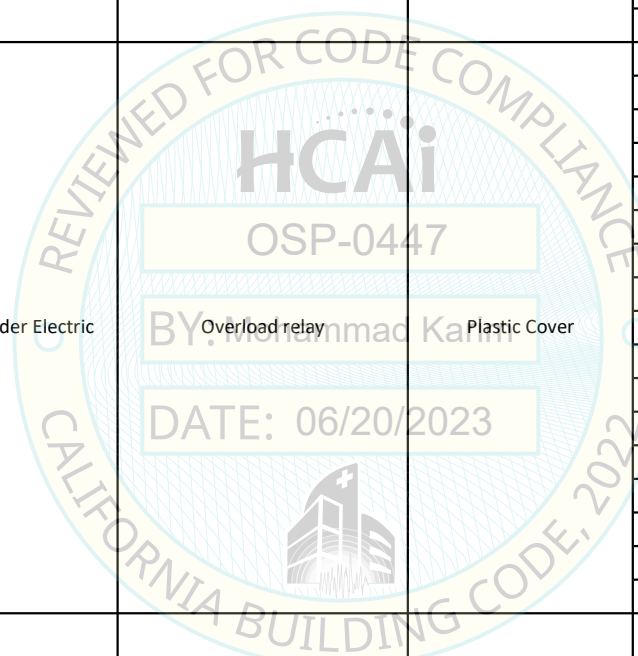 REVIEWED FOR CODE COMPLIANCE
HCAi
OSP-0447
der Electric
Overload relay
Plastic Cover
BY: Mohammad Karim
DATE: 06/20/2023
CALIFORNIA BUILDING CODE, 2022